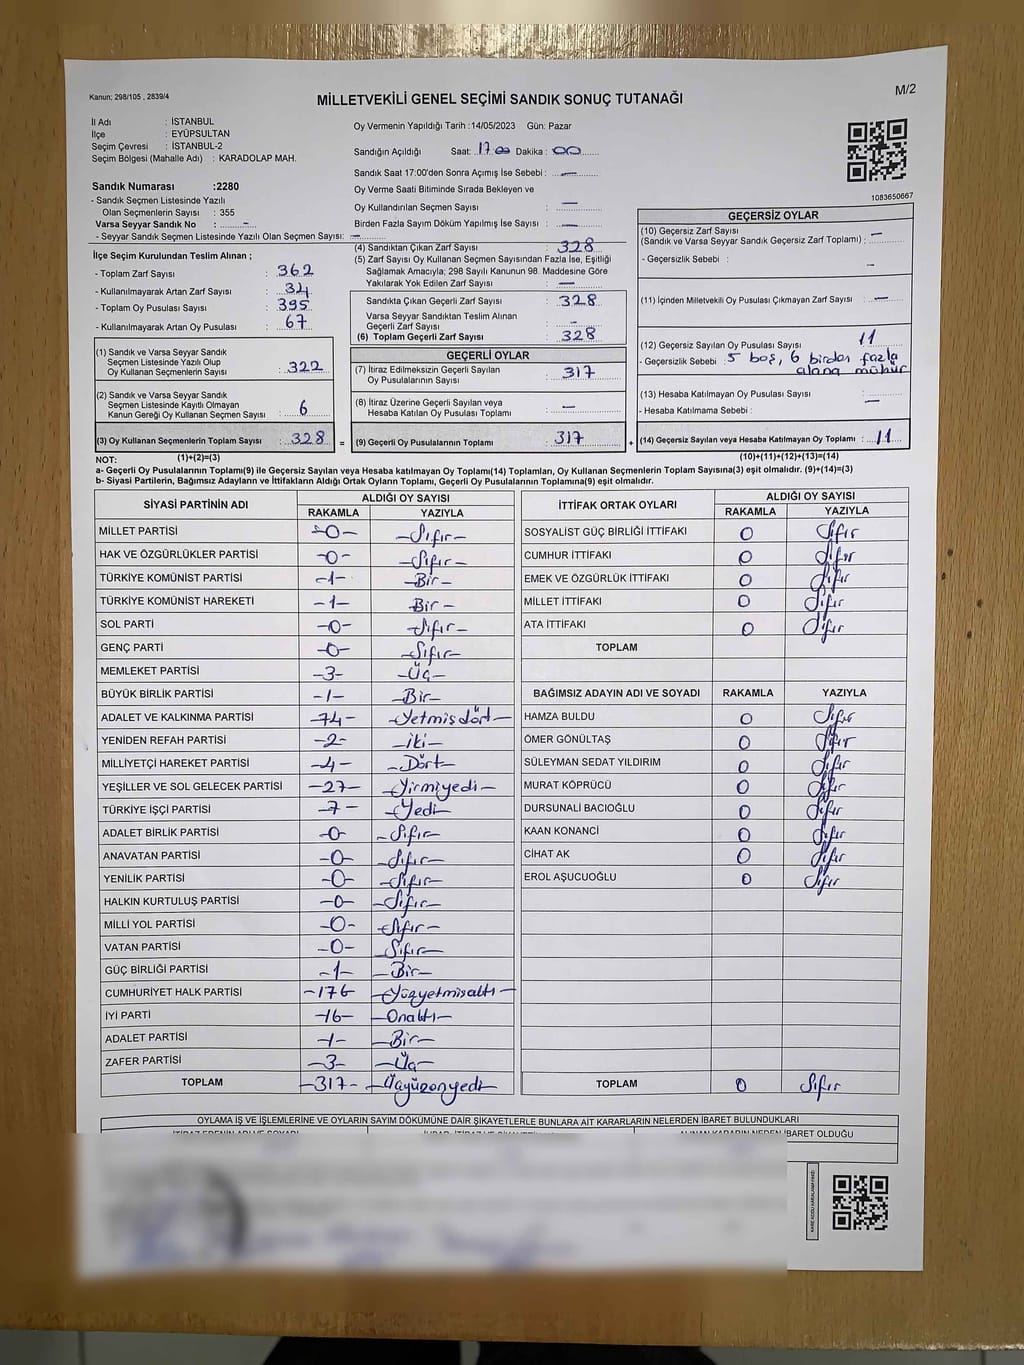 Kanun; 298/105 , 2839/4
MİLLETVEKİLİ GENEL SEÇİMİ SANDIK SONUÇ TUTANAĞI
M/2
İl Adı : İSTANBUL
İlçe : EYÜPSULTAN
Seçim Çevresi : İSTANBUL-2
Seçim Bölgesi (Mahalle Adı) : KARADOLAP MAH.
Sandık Numarası :2280
- Sandık Seçmen Listesinde Yazılı
Olan Seçmenlerin Sayısı : 355
Varsa Seyyar Sandık No : -
- Seyyar Sandık Seçmen Listesinde Yazılı Olan Seçmen Sayısı: —
Oy Vermenin Yapıldığı Tarih :14/05/2023 Gün: Pazar
Sandığın Açıldığı Saat: 17.00 Dakika : 00
Sandık Saat 17:00'den Sonra Açımış İse Sebebi : —
Oy Verme Saati Bitiminde Sırada Bekleyen ve
Oy Kullandırılan Seçmen Sayısı : —
Birden Fazla Sayım Döküm Yapılmış İse Sayısı : —
1083650667
İlçe Seçim Kurulundan Teslim Alınan ;
- Toplam Zarf Sayısı : 362
- Kullanılmayarak Artan Zarf Sayısı : 34
- Toplam Oy Pusulası Sayısı : 395
- Kullanılmayarak Artan Oy Pusulası : 67
(4) Sandıktan Çıkan Zarf Sayısı : 328
(5) Zarf Sayısı Oy Kullanan Seçmen Sayısından Fazla İse, Eşitliği
Sağlamak Amacıyla; 298 Sayılı Kanunun 98. Maddesine Göre
Yakılarak Yok Edilen Zarf Sayısı : —
Sandıkta Çıkan Geçerli Zarf Sayısı : 328
Varsa Seyyar Sandıktan Teslim Alınan
Geçerli Zarf Sayısı : -
(6) Toplam Geçerli Zarf Sayısı : 328
GEÇERSİZ OYLAR
(10) Geçersiz Zarf Sayısı
(Sandık ve Varsa Seyyar Sandık Geçersiz Zarf Toplamı) : —
- Geçersizlik Sebebi : —
(11) İçinden Milletvekili Oy Pusulası Çıkmayan Zarf Sayısı : —
(12) Geçersiz Sayılan Oy Pusulası Sayısı : 11
- Geçersizlik Sebebi : 5 boş, 6 birden fazla
alana mühür
(13) Hesaba Katılmayan Oy Pusulası Sayısı : —
- Hesaba Katılmama Sebebi :
(14) Geçersiz Sayılan veya Hesaba Katılmayan Oy Toplamı : 11
(1) Sandık ve Varsa Seyyar Sandık
Seçmen Listesinde Yazılı Olup
Oy Kullanan Seçmenlerin Sayısı : 322
(2) Sandık ve Varsa Seyyar Sandık
Seçmen Listesinde Kayıtlı Olmayan
Kanun Gereği Oy Kullanan Seçmen Sayısı : 6
(3) Oy Kullanan Seçmenlerin Toplam Sayısı : 328 =
GEÇERLİ OYLAR
(7) İtiraz Edilmeksizin Geçerli Sayılan
Oy Pusulalarının Sayısı : 317
(8) İtiraz Üzerine Geçerli Sayılan veya
Hesaba Katılan Oy Pusulası Toplamı : —
(9) Geçerli Oy Pusulalarının Toplamı : 317 +
NOT: (1)+(2)=(3) (10)+(11)+(12)+(13)=(14)
a- Geçerli Oy Pusulalarının Toplamı(9) ile Geçersiz Sayılan veya Hesaba katılmayan Oy Toplamı(14) Toplamları, Oy Kullanan Seçmenlerin Toplam Sayısına(3) eşit olmalıdır. (9)+(14)=(3)
b- Siyasi Partilerin, Bağımsız Adayların ve İttifakların Aldığı Ortak Oyların Toplamı, Geçerli Oy Pusulalarının Toplamına(9) eşit olmalıdır.
SİYASİ PARTİNİN ADI ALDIĞI OY SAYISI
RAKAMLA YAZIYLA
MİLLET PARTİSİ -0- -Sıfır-
HAK VE ÖZGÜRLÜKLER PARTİSİ -0- -Sıfır-
TÜRKİYE KOMÜNİST PARTİSİ -1- -Bir-
TÜRKİYE KOMÜNİST HAREKETİ -1- Bir-
SOL PARTİ -0- -Sıfır-
GENÇ PARTİ -0- -Sıfır-
MEMLEKET PARTİSİ -3- -Üç-
BÜYÜK BİRLİK PARTİSİ -1- -Bir-
ADALET VE KALKINMA PARTİSİ -74- -Yetmişdört-
YENİDEN REFAH PARTİSİ -2- -iki-
MİLLİYETÇİ HAREKET PARTİSİ -4- -Dört-
YEŞİLLER VE SOL GELECEK PARTİSİ -27- -Yirmiyedi-
TÜRKİYE İŞÇİ PARTİSİ -7- -Yedi-
ADALET BİRLİK PARTİSİ -0- -Sıfır-
ANAVATAN PARTİSİ -0- -Sıfır-
YENİLİK PARTİSİ -0- -Sıfır-
HALKIN KURTULUŞ PARTİSİ -0- -Sıfır-
MİLLİ YOL PARTİSİ -0- -Sıfır-
VATAN PARTİSİ -0- -Sıfır-
GÜÇ BİRLİĞİ PARTİSİ -1- -Bir-
CUMHURİYET HALK PARTİSİ -176 -Yüzyetmisaltı-
İYİ PARTİ -16- -Onaltı-
ADALET PARTİSİ -1- -Bir-
ZAFER PARTİSİ -3- -Üç-
TOPLAM -317- -Üçyüzonyedi-
İTTİFAK ORTAK OYLARI ALDIĞI OY SAYISI
RAKAMLA YAZIYLA
SOSYALİST GÜÇ BİRLİĞİ İTTİFAKI 0 Sıfır
CUMHUR İTTİFAKI 0 Sıfır
EMEK VE ÖZGÜRLÜK İTTİFAKI 0 Sıfır
MİLLET İTTİFAKI 0 Sıfır
ATA İTTİFAKI 0 Sıfır
TOPLAM
BAĞIMSIZ ADAYIN ADI VE SOYADI RAKAMLA YAZIYLA
HAMZA BULDU 0 Sıfır
ÖMER GÖNÜLTAŞ 0 Sıfır
SÜLEYMAN SEDAT YILDIRIM 0 Sıfır
MURAT KÖPRÜCÜ 0 Sıfır
DURSUNALİ BACIOĞLU 0 Sıfır
KAAN KONANCİ 0 Sıfır
CİHAT AK 0 Sıfır
EROL AŞUCUOĞLU 0 Sıfır
TOPLAM 0 Sıfır
OYLAMA İŞ VE İŞLEMLERİNE VE OYLARIN SAYIM DÖKÜMÜNE DAİR ŞİKAYETLERLE BUNLARA AİT KARARLARIN NELERDEN İBARET BULUNDUKLARI
İTİRAZ EDENİN ADI VE SOYADI ALINAN KARARIN NEDEN İBARET OLDUĞU